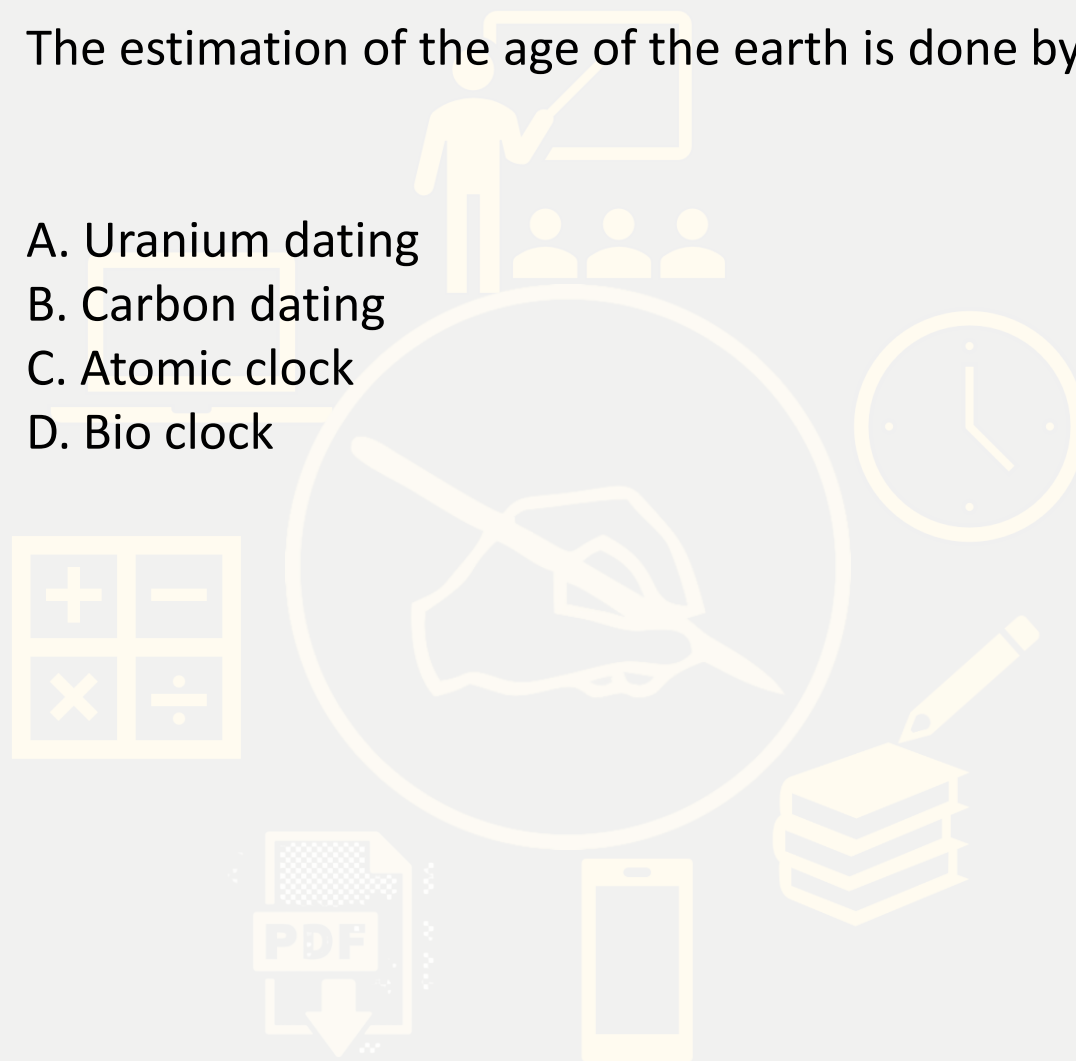 The estimation of the age of the earth is done by
A. Uranium dating
B. Carbon dating
C. Atomic clock
D. Bio clock
PDF